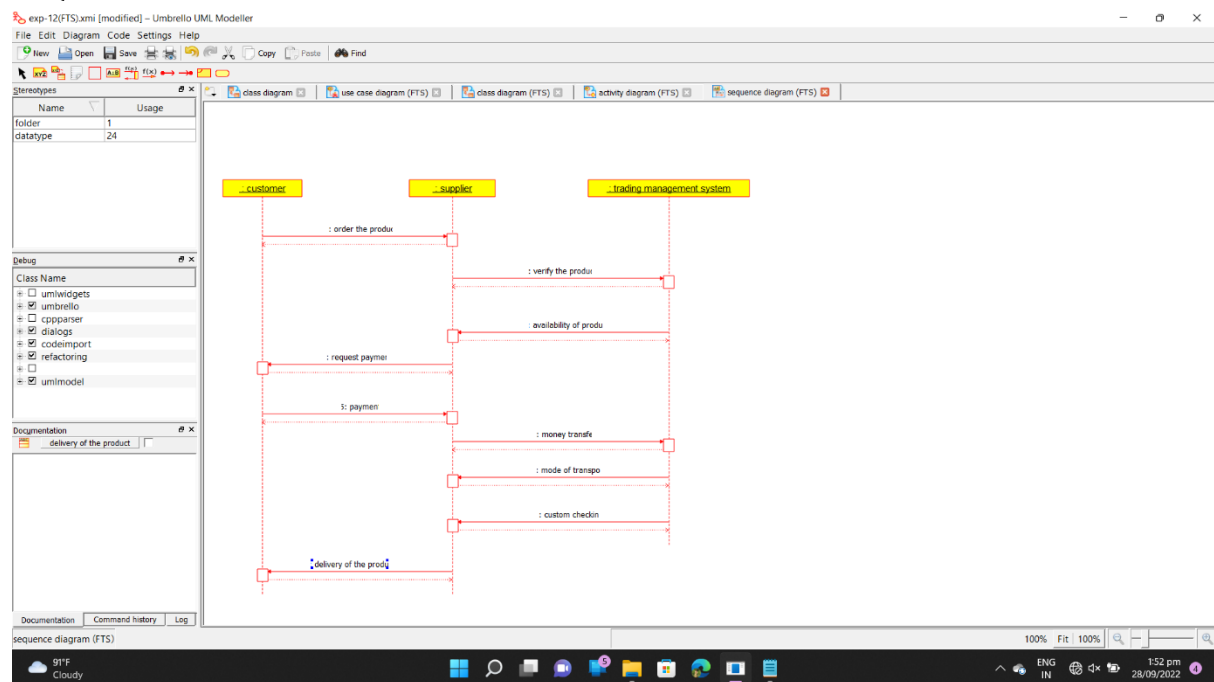 exp-12(FTS).xmi [modified] – Umbrello UML Modeller
File Edit Diagram Code Settings Help
New Open Save Copy Paste Find
Stereotypes
Name Usage
folder 1
datatype 24
Debug
Class Name
umlwidgets
umbrello
cppparser
dialogs
codeimport
refactoring
umlmodel
Documentation
delivery of the product
Documentation Command history Log
class diagram use case diagram (FTS) class diagram (FTS) activity diagram (FTS) sequence diagram (FTS)
: customer : supplier : trading management system
: order the produc
: verify the produc
: availability of produ
: request paymen
5: paymen
: money transfe
: mode of transpo
: custom checkin
delivery of the produ
sequence diagram (FTS)
100% Fit 100%
91°F
Cloudy
5
ENG
IN
1:52 pm
28/09/2022
4